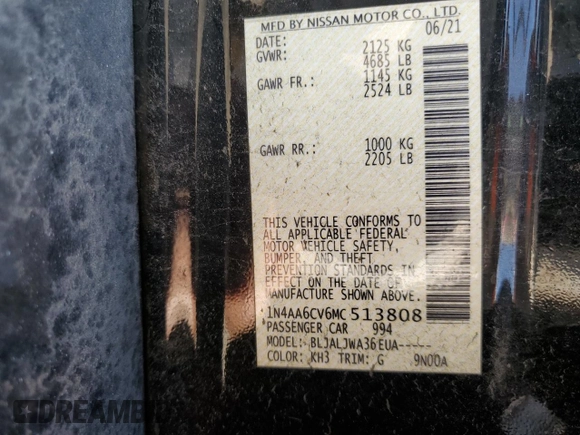 MFD BY NISSAN MOTOR CO., LTD.
DATE: 06/21
GVWR: 2125 KG
4685 LB
GAWR FR.: 1145 KG
2524 LB
GAWR RR.: 1000 KG
2205 LB
THIS VEHICLE CONFORMS TO
ALL APPLICABLE FEDERAL
MOTOR VEHICLE SAFETY,
BUMPER, AND THEFT
PREVENTION STANDARDS IN
EFFECT ON THE DATE OF
MANUFACTURE SHOWN ABOVE.
1N4AA6CV6MC513808
PASSENGER CAR 994
MODEL: BLJALJWA36EUA-----
COLOR: KH3 TRIM: G 9N00A